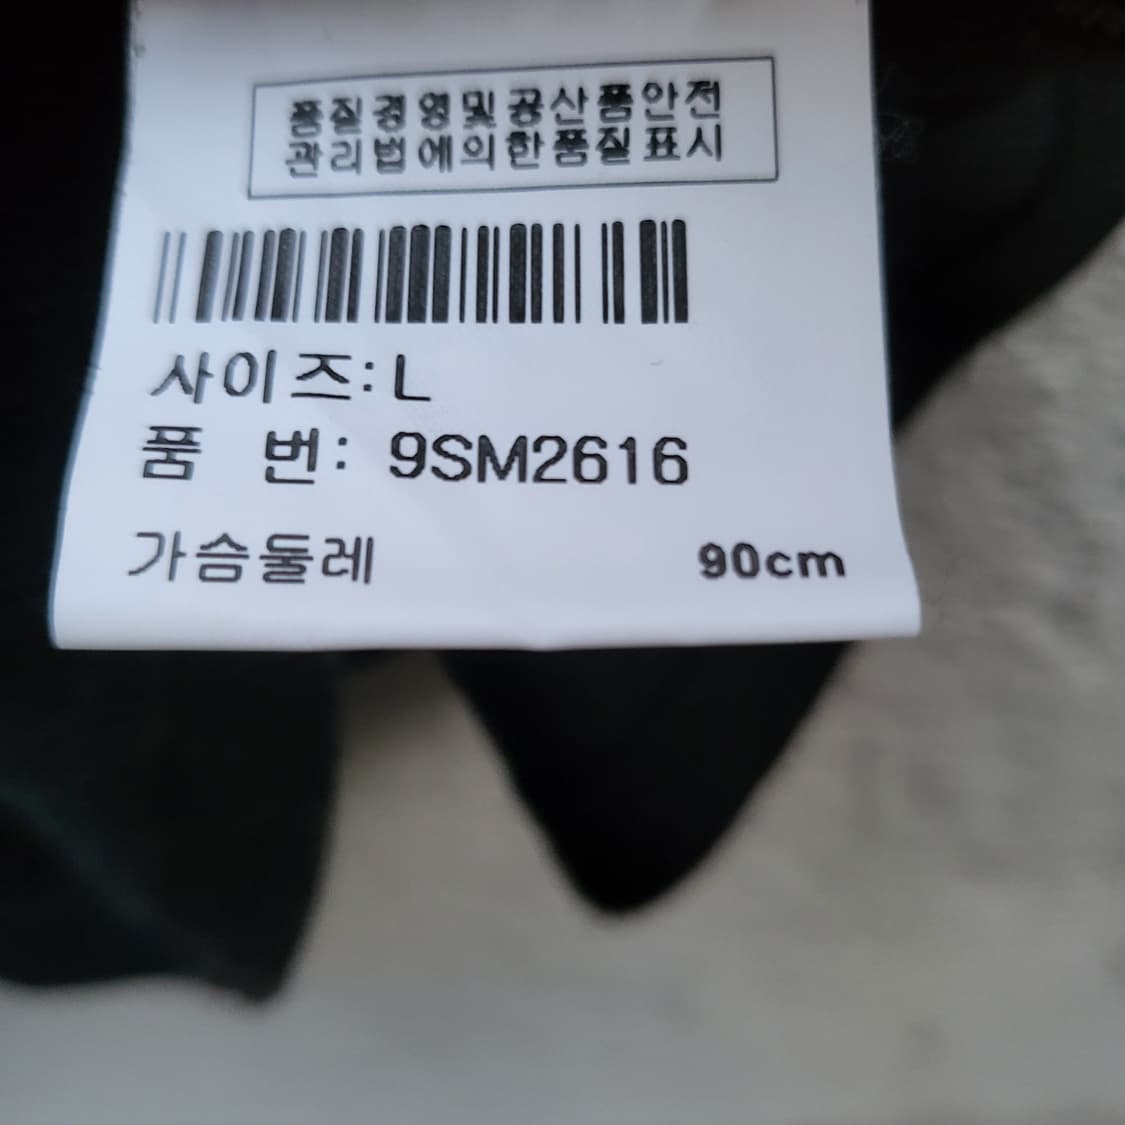 품질경영및공산품안전
관리법에의한품질표시
사이즈:L
품 번: 9SM2616
가슴둘레 90cm